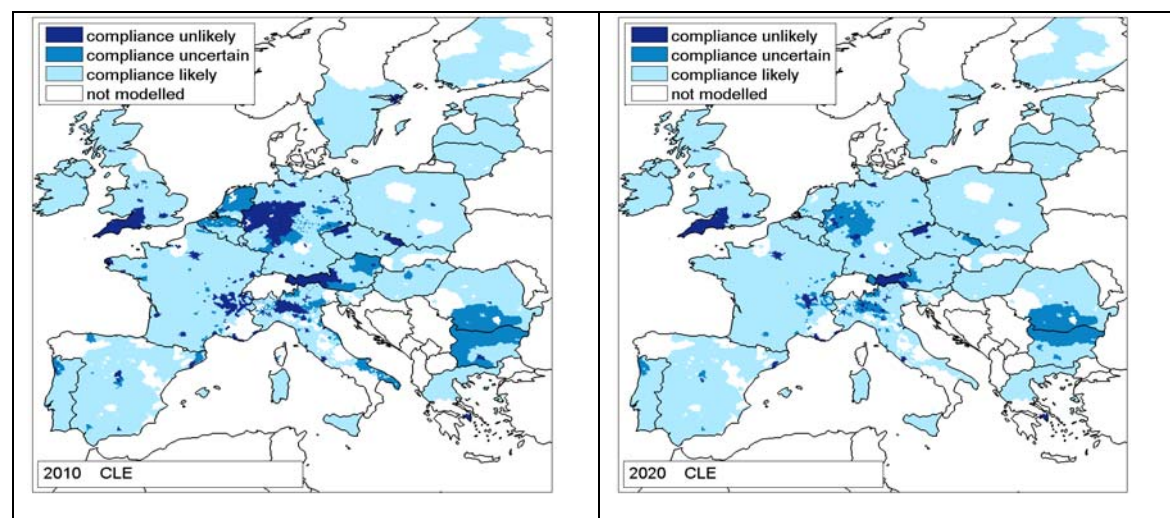 compliance unlikely
compliance uncertain
compliance likely
not modelled
2010 CLE
compliance unlikely
compliance uncertain
compliance likely
not modelled
2020 CLE